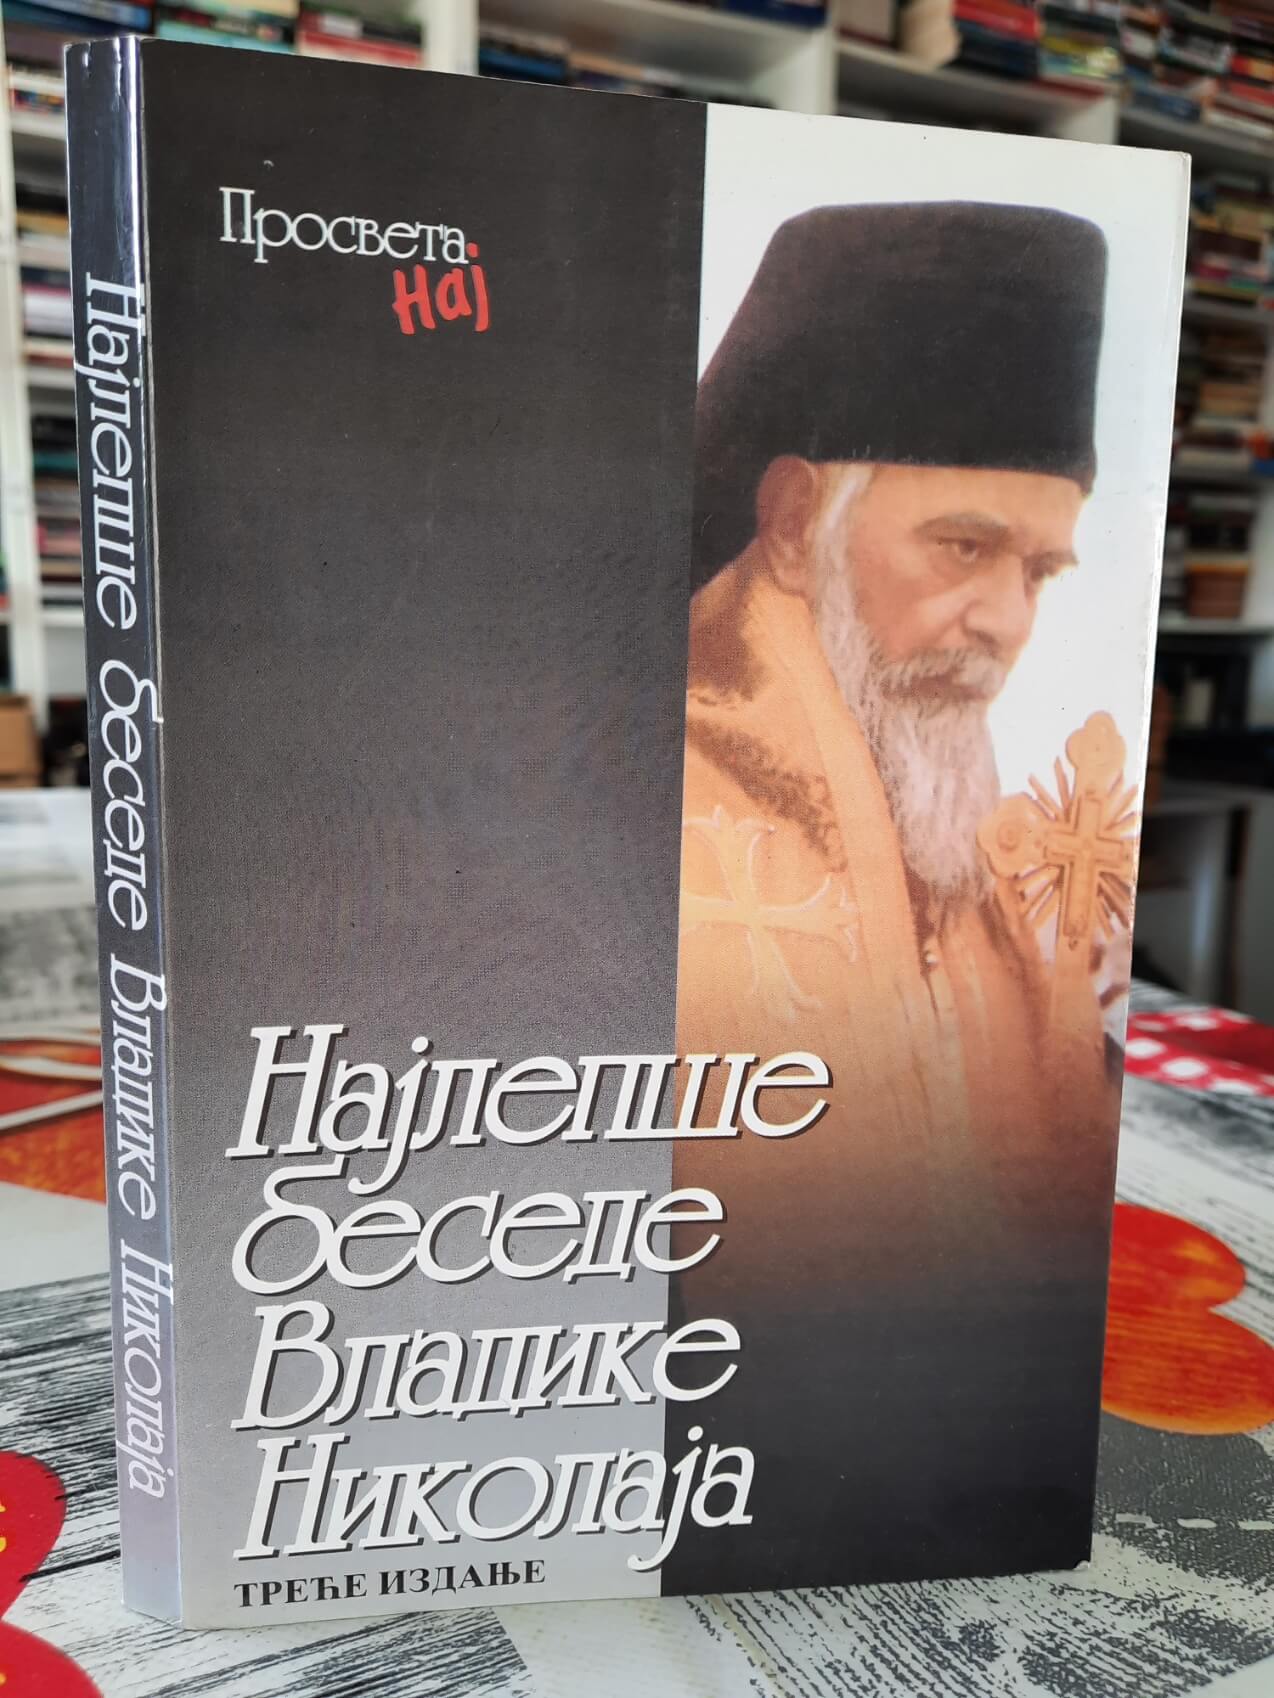 Просвета
Нај
Најлепше
беседе
Владике
Николаја
ТРЕЋЕ ИЗДАЊЕ
Најлепше беседе Владике Николаја